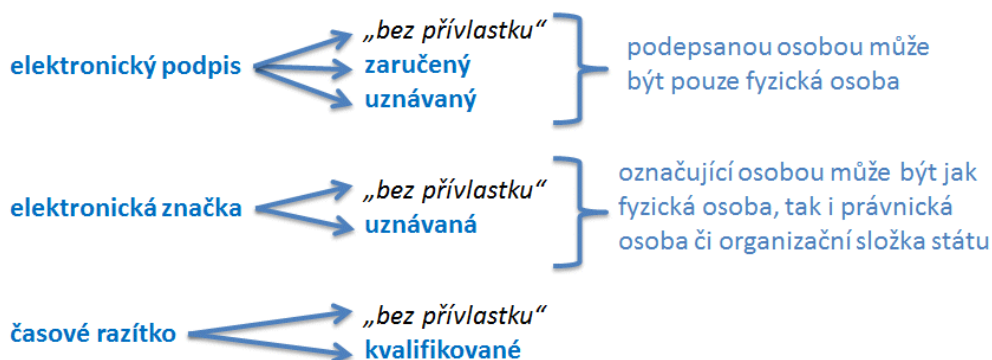 elektronický podpis
„bez přívlastku“
zaručený
uznávaný
podepsanou osobou může
být pouze fyzická osoba
elektronická značka
„bez přívlastku“
uznávaná
označující osobou může být jak
fyzická osoba, tak i právnická
osoba či organizační složka státu
časové razítko
„bez přívlastku“
kvalifikované